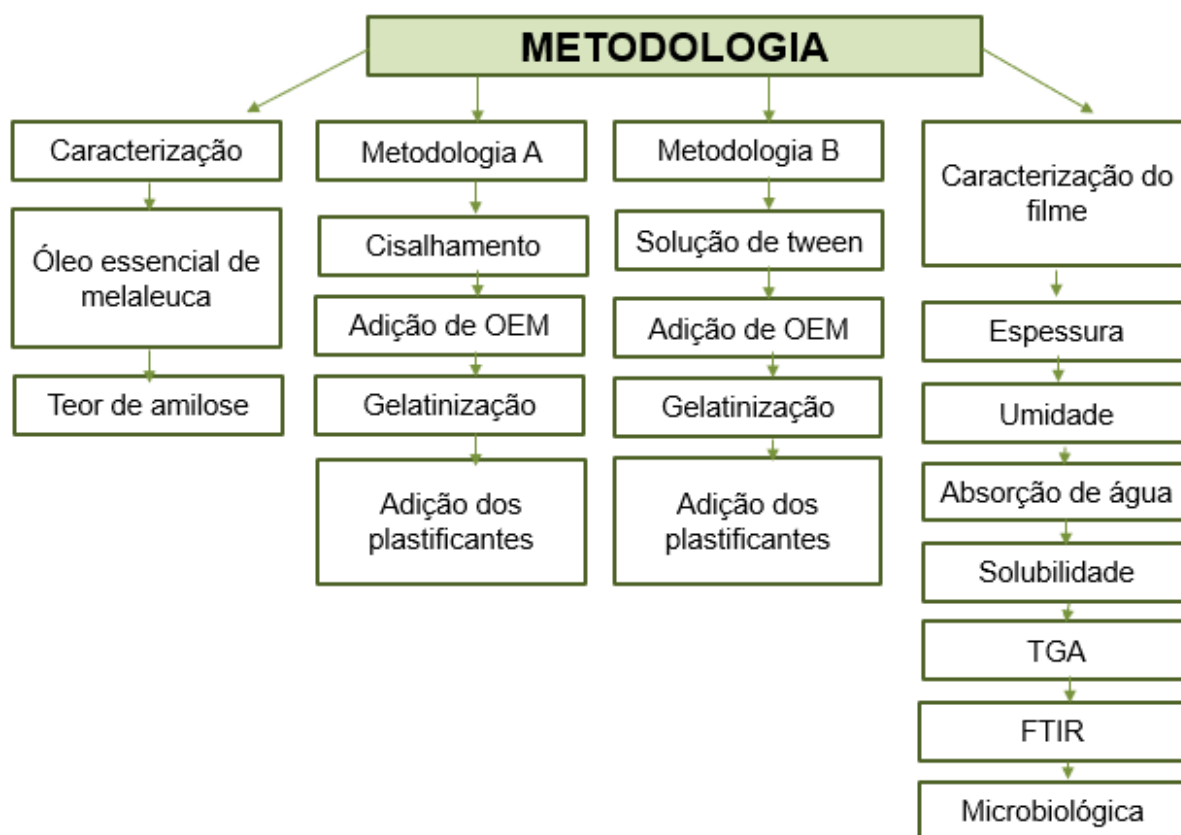 METODOLOGIA
Caracterização
Óleo essencial de
melaleuca
Teor de amilose
Metodologia A
Cisalhamento
Adição de OEM
Gelatinização
Adição dos
plastificantes
Metodologia B
Solução de tween
Adição de OEM
Gelatinização
Adição dos
plastificantes
Caracterização do
filme
Espessura
Umidade
Absorção de água
Solubilidade
TGA
FTIR
Microbiológica